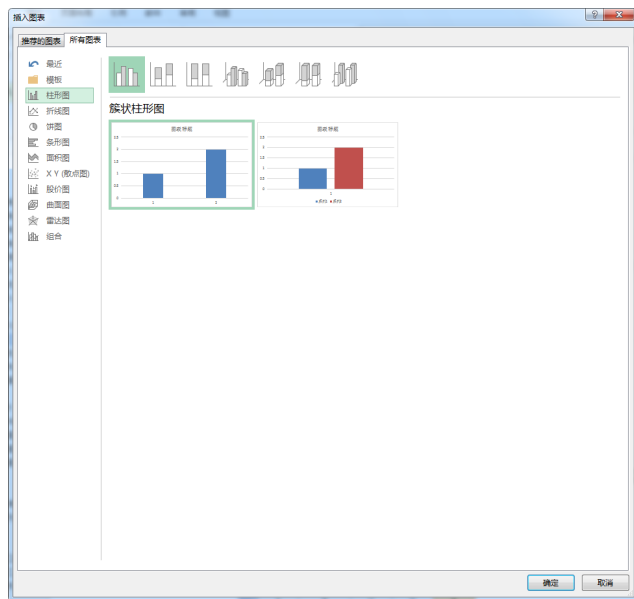 插入图表
推荐的图表 所有图表
最近
模板
柱形图
折线图
饼图
条形图
面积图
X Y (散点图)
股价图
曲面图
雷达图
组合
簇状柱形图
图表标题
图表标题
确定 取消